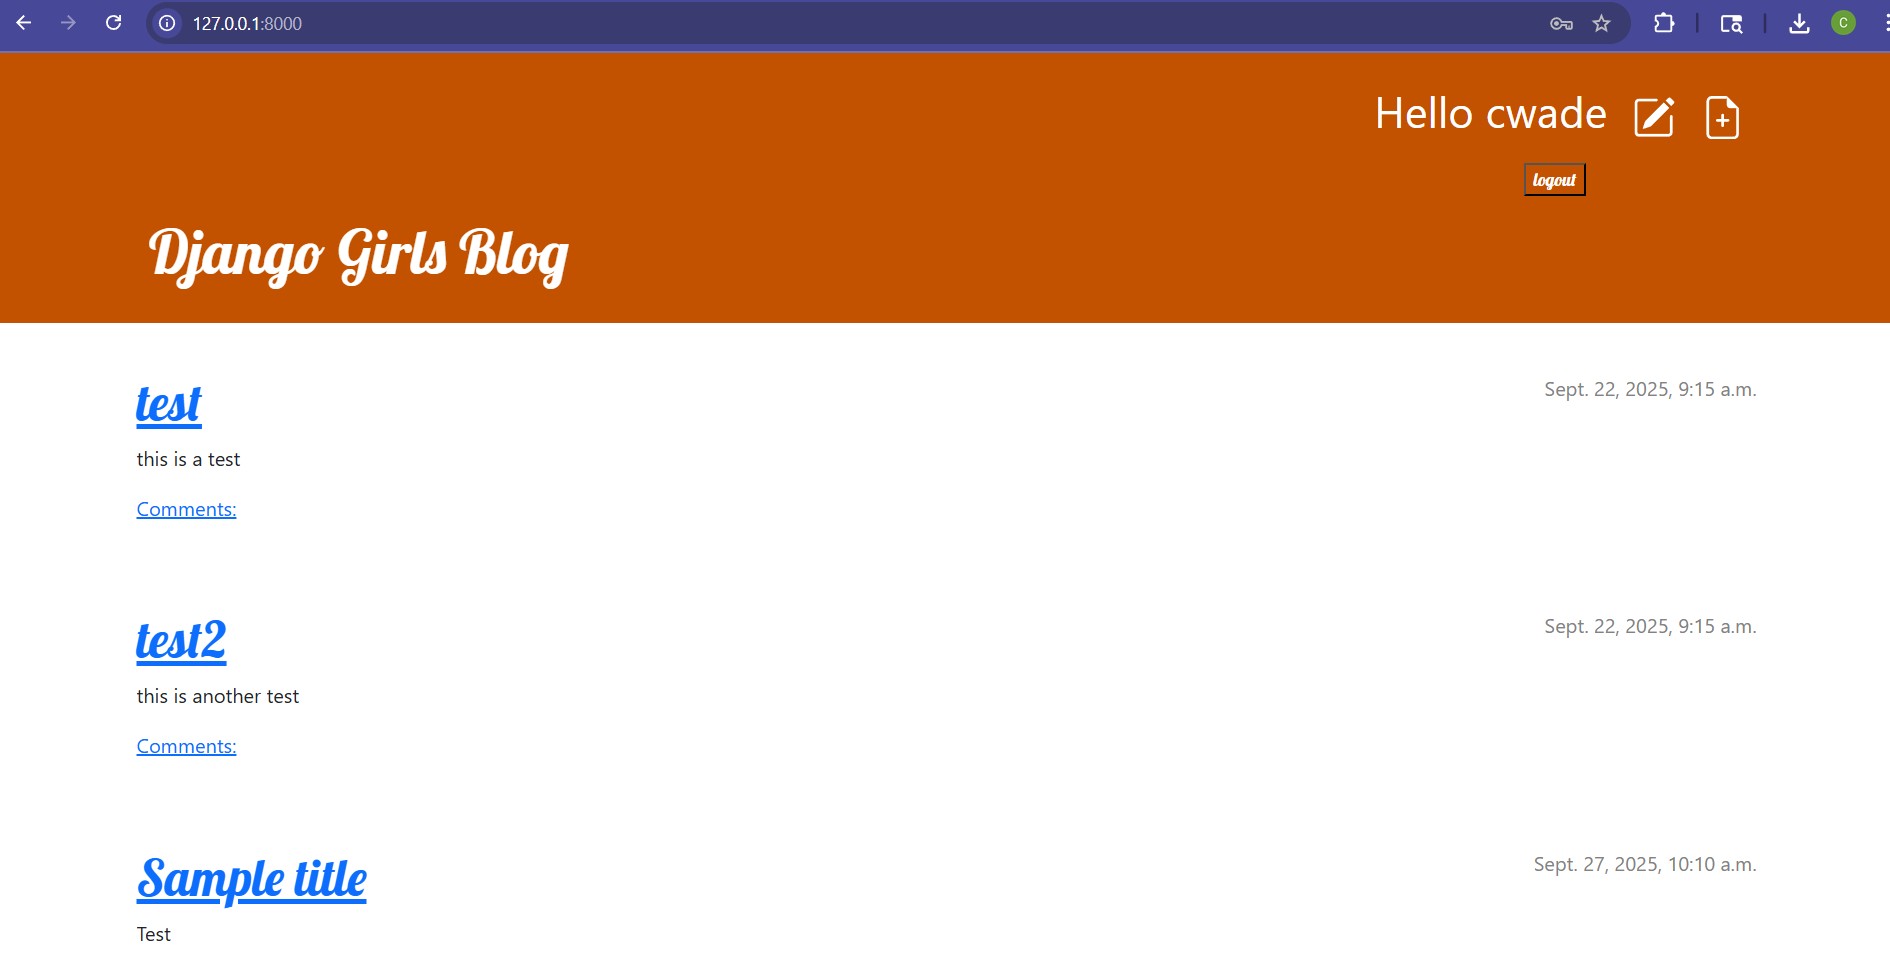 127.0.0.1:8000
C
Hello cwade
logout
Django Girls Blog
test
Sept. 22, 2025, 9:15 a.m.
this is a test
Comments:
test2
Sept. 22, 2025, 9:15 a.m.
this is another test
Comments:
Sample title
Sept. 27, 2025, 10:10 a.m.
Test